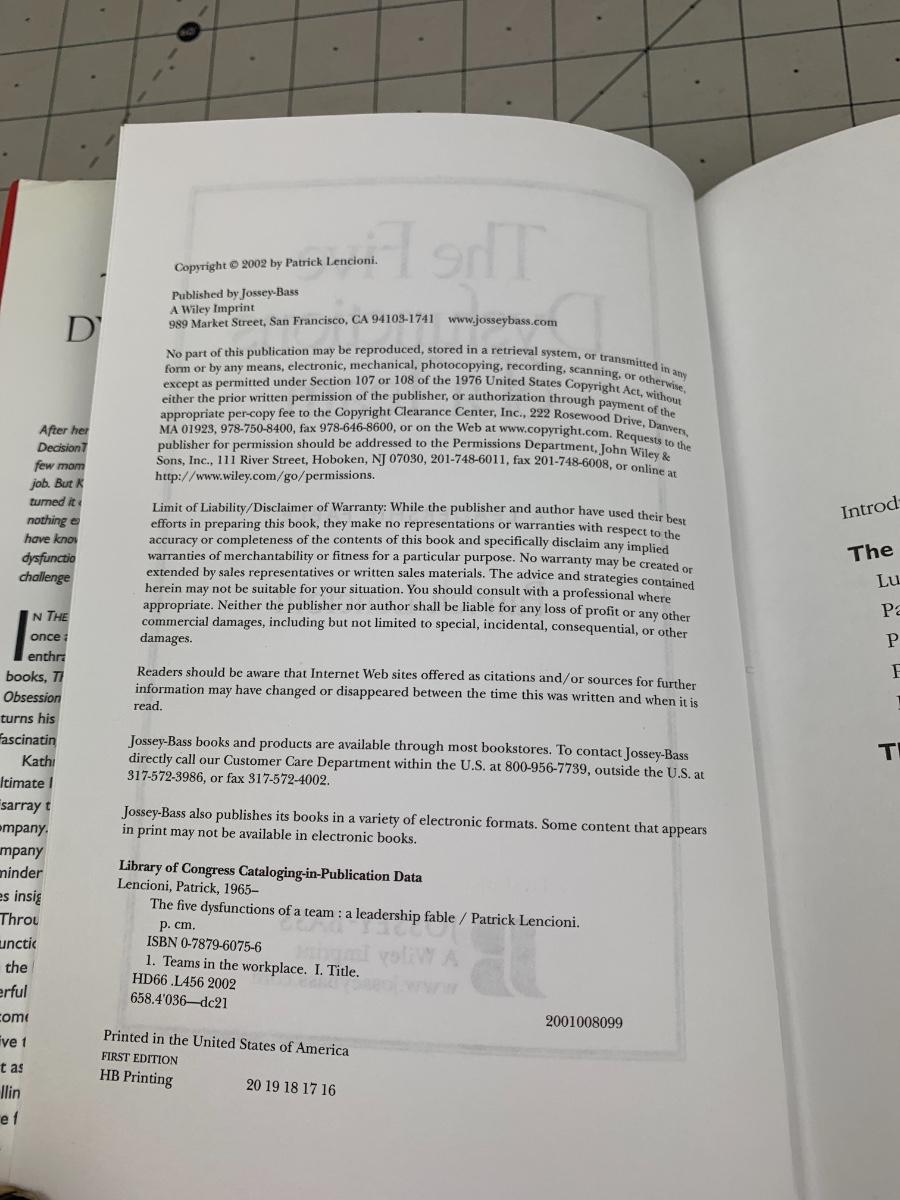 Copyright © 2002 by Patrick Lencioni.
Published by Jossey-Bass
A Wiley Imprint
989 Market Street, San Francisco, CA 94103-1741 www.josseybass.com
No part of this publication may be reproduced, stored in a retrieval system, or transmitted in any
form or by any means, electronic, mechanical, photocopying, recording, scanning, or otherwise,
except as permitted under Section 107 or 108 of the 1976 United States Copyright Act, without
either the prior written permission of the publisher, or authorization through payment of the
appropriate per-copy fee to the Copyright Clearance Center, Inc., 222 Rosewood Drive, Danvers,
MA 01923, 978-750-8400, fax 978-646-8600, or on the Web at www.copyright.com. Requests to the
publisher for permission should be addressed to the Permissions Department, John Wiley &
Sons, Inc., 111 River Street, Hoboken, NJ 07030, 201-748-6011, fax 201-748-6008, or online at
http://www.wiley.com/go/permissions.
Limit of Liability/Disclaimer of Warranty: While the publisher and author have used their best
efforts in preparing this book, they make no representations or warranties with respect to the
accuracy or completeness of the contents of this book and specifically disclaim any implied
warranties of merchantability or fitness for a particular purpose. No warranty may be created or
extended by sales representatives or written sales materials. The advice and strategies contained
herein may not be suitable for your situation. You should consult with a professional where
appropriate. Neither the publisher nor author shall be liable for any loss of profit or any other
commercial damages, including but not limited to special, incidental, consequential, or other
damages.
Readers should be aware that Internet Web sites offered as citations and/or sources for further
information may have changed or disappeared between the time this was written and when it is
read.
Jossey-Bass books and products are available through most bookstores. To contact Jossey-Bass
directly call our Customer Care Department within the U.S. at 800-956-7739, outside the U.S. at
317-572-3986, or fax 317-572-4002.
Jossey-Bass also publishes its books in a variety of electronic formats. Some content that appears
in print may not be available in electronic books.
Library of Congress Cataloging-in-Publication Data
Lencioni, Patrick, 1965–
The five dysfunctions of a team : a leadership fable / Patrick Lencioni.
p. cm.
ISBN 0-7879-6075-6
1. Teams in the workplace. I. Title.
HD66 .L456 2002
658.4'036—dc21
2001008099
Printed in the United States of America
FIRST EDITION
HB Printing 20 19 18 17 16
After her
few
job. But
turned it
nothing
have
challenge
IN THE
once
books,
Obsession
turns his
the
The